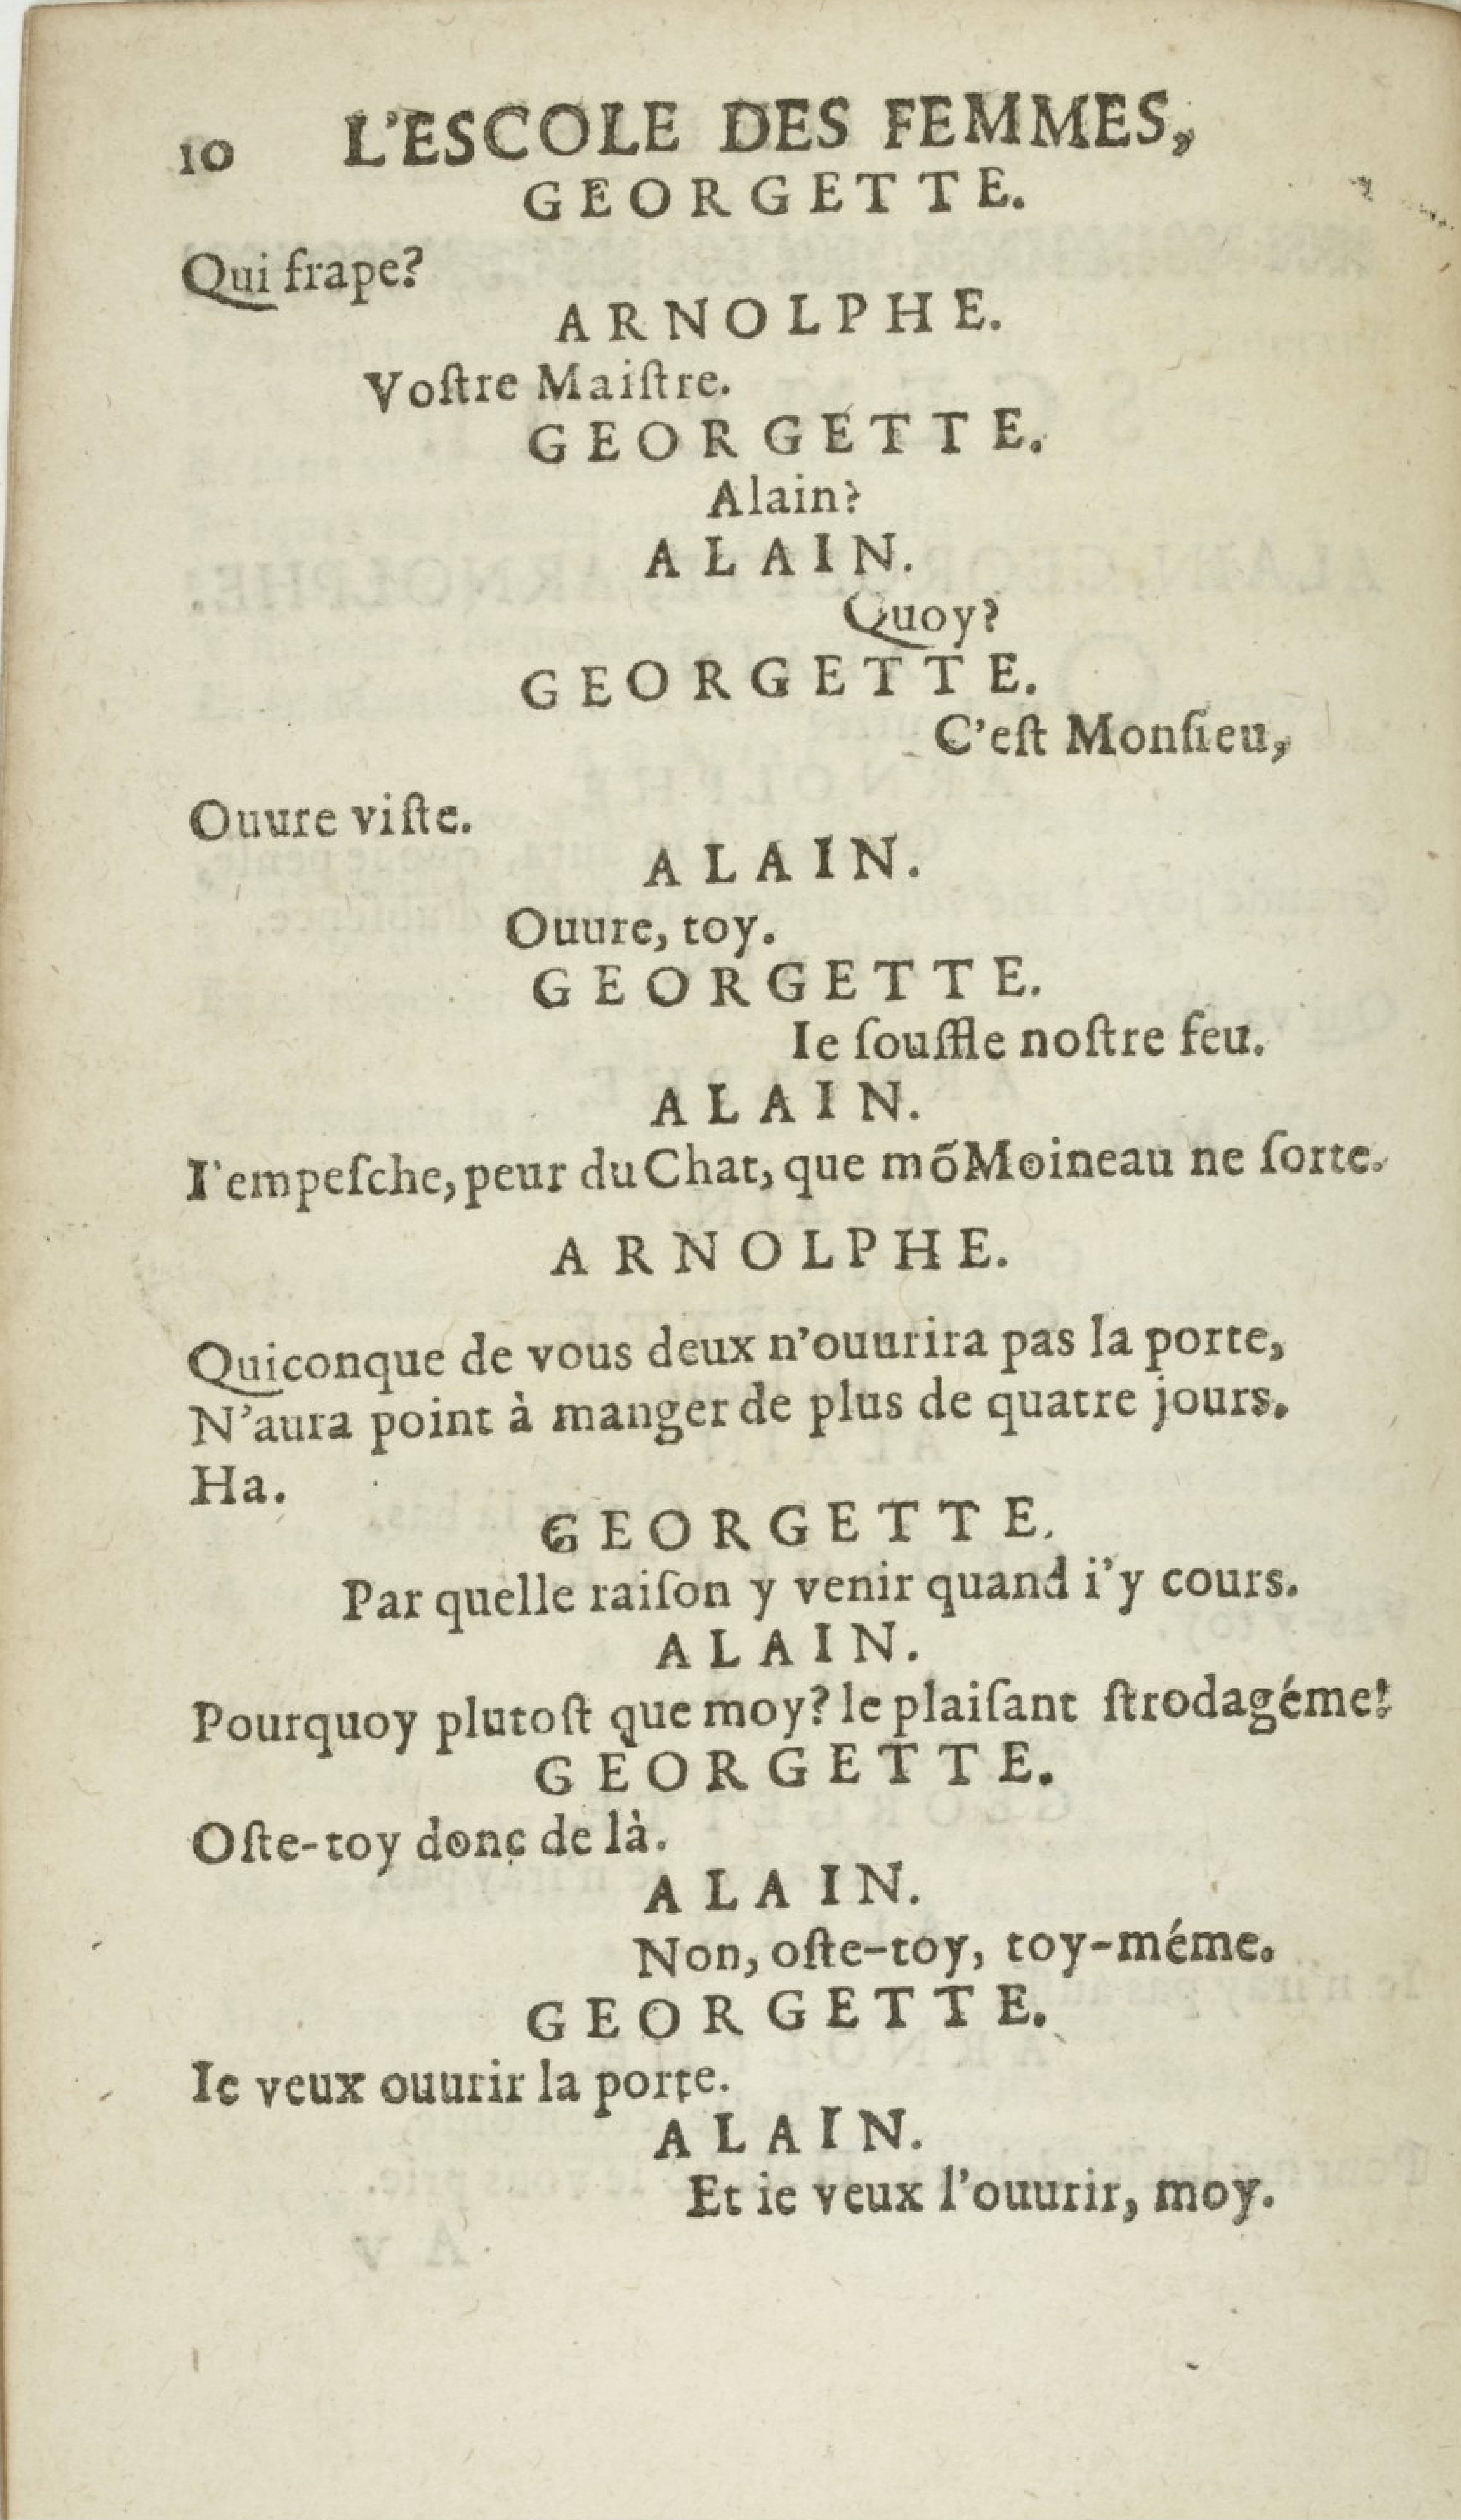 10 L'ESCOLE DES FEMMES,
GEORGETTE.
Qui frape?
ARNOLPHE.
Voſtre Maiſtre.
GEORGETTE.
Alain?
ALAIN.
Quoy?
GEORGETTE.
C'eſt Monſieu,
Ouure viſte.
ALAIN.
Ouure, toy.
GEORGETTE.
Ie ſouffle noſtre feu.
ALAIN.
I'empeſche, peur du Chat, que mõ Moineau ne ſorte.
ARNOLPHE.
Quiconque de vous deux n'ouurira pas la porte,
N'aura point à manger de plus de quatre jours.
Ha.
GEORGETTE.
Par quelle raiſon y venir quand i'y cours.
ALAIN.
Pourquoy plutoſt que moy? le plaiſant ſtrodagéme!
GEORGETTE.
Oſte-toy donc de là.
ALAIN.
Non, oſte-toy, toy-méme.
GEORGETTE.
Ie veux ouurir la porte.
ALAIN.
Et ie veux l'ouurir, moy.